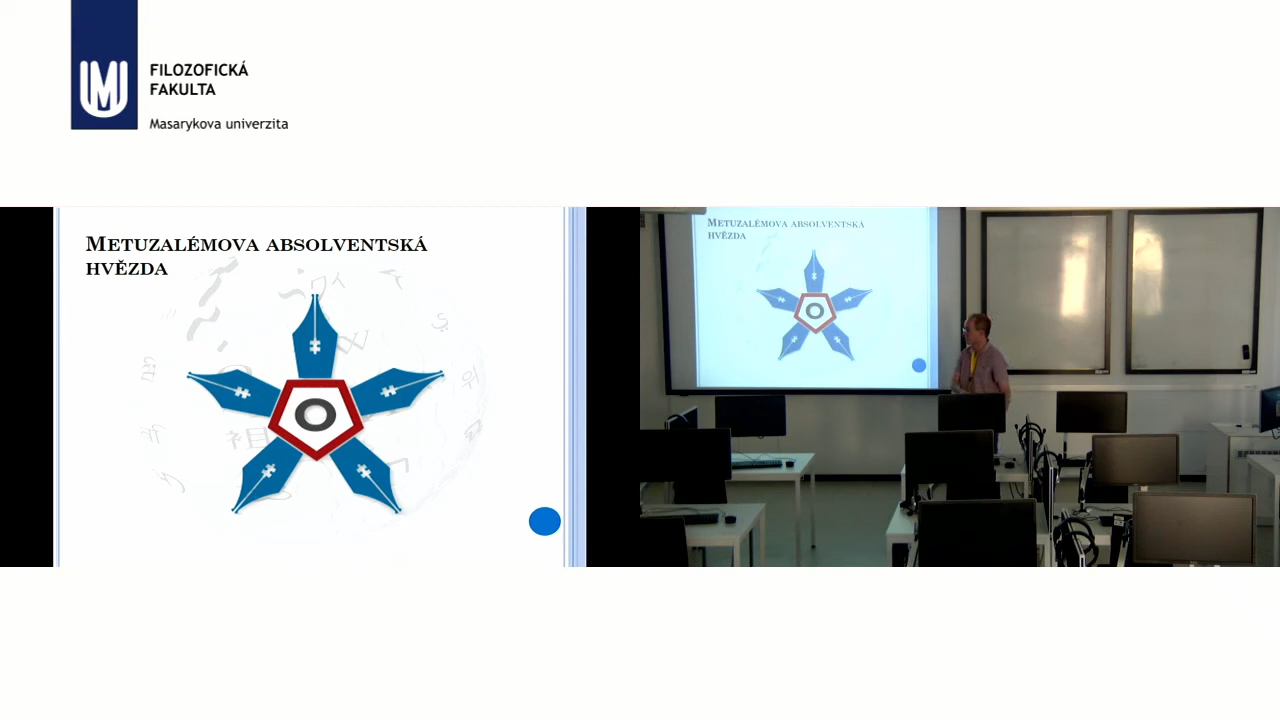 FILOZOFICKÁ
FAKULTA
Masarykova univerzita
METUZALÉMOVA ABSOLVENTSKÁ
HVĚZDA
METUZALÉMOVA ABSOLVENTSKÁ
HVĚZDA